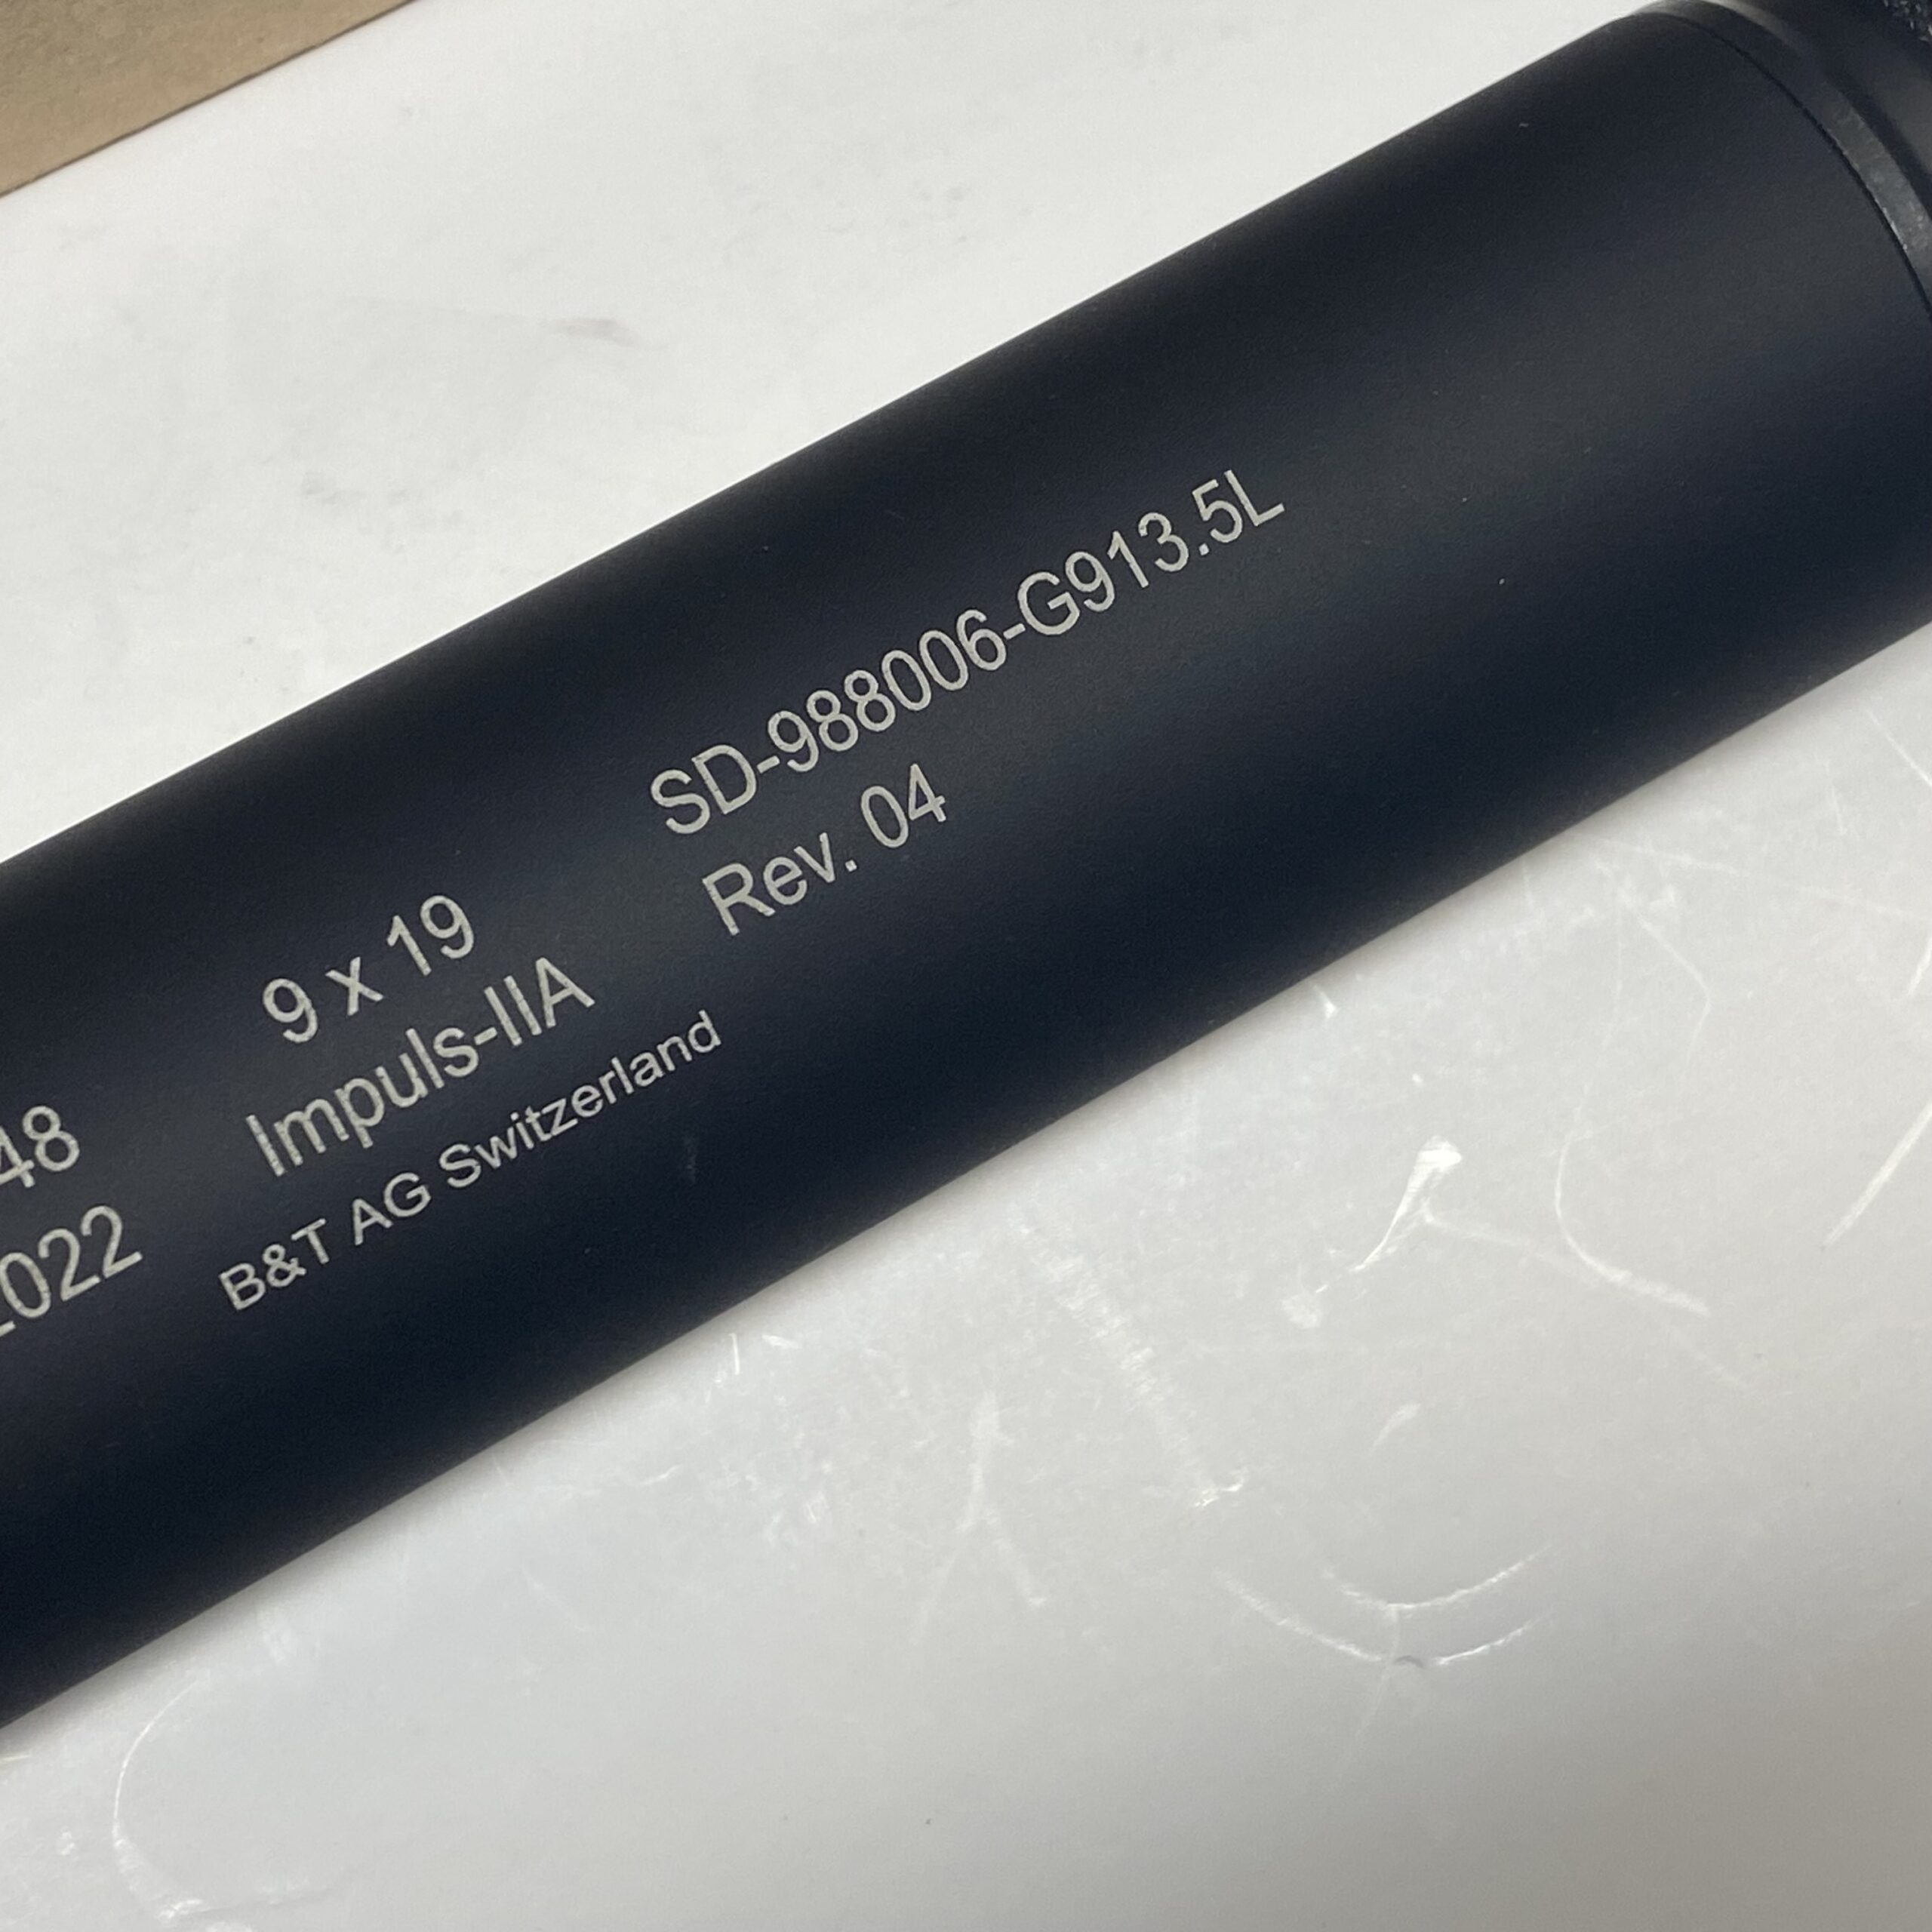 48
2022
9 x 19
Impuls-IIA
B&T AG Switzerland
SD-988006-G913.5L
Rev. 04